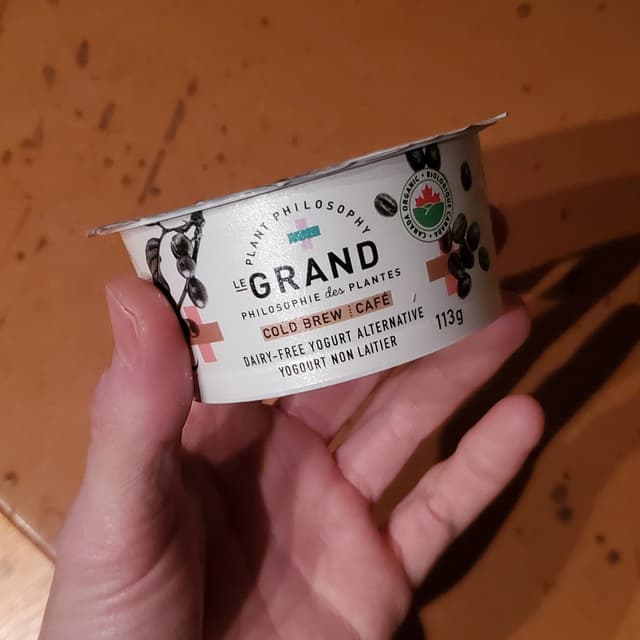 PLANT PHILOSOPHY
LE GRAND
PHILOSOPHIE des PLANTES
COLD BREW CAFÉ
DAIRY-FREE YOGURT ALTERNATIVE
YOGOURT NON LAITIER
113g
CANADA ORGANIC • BIOLOGIQUE CANADA